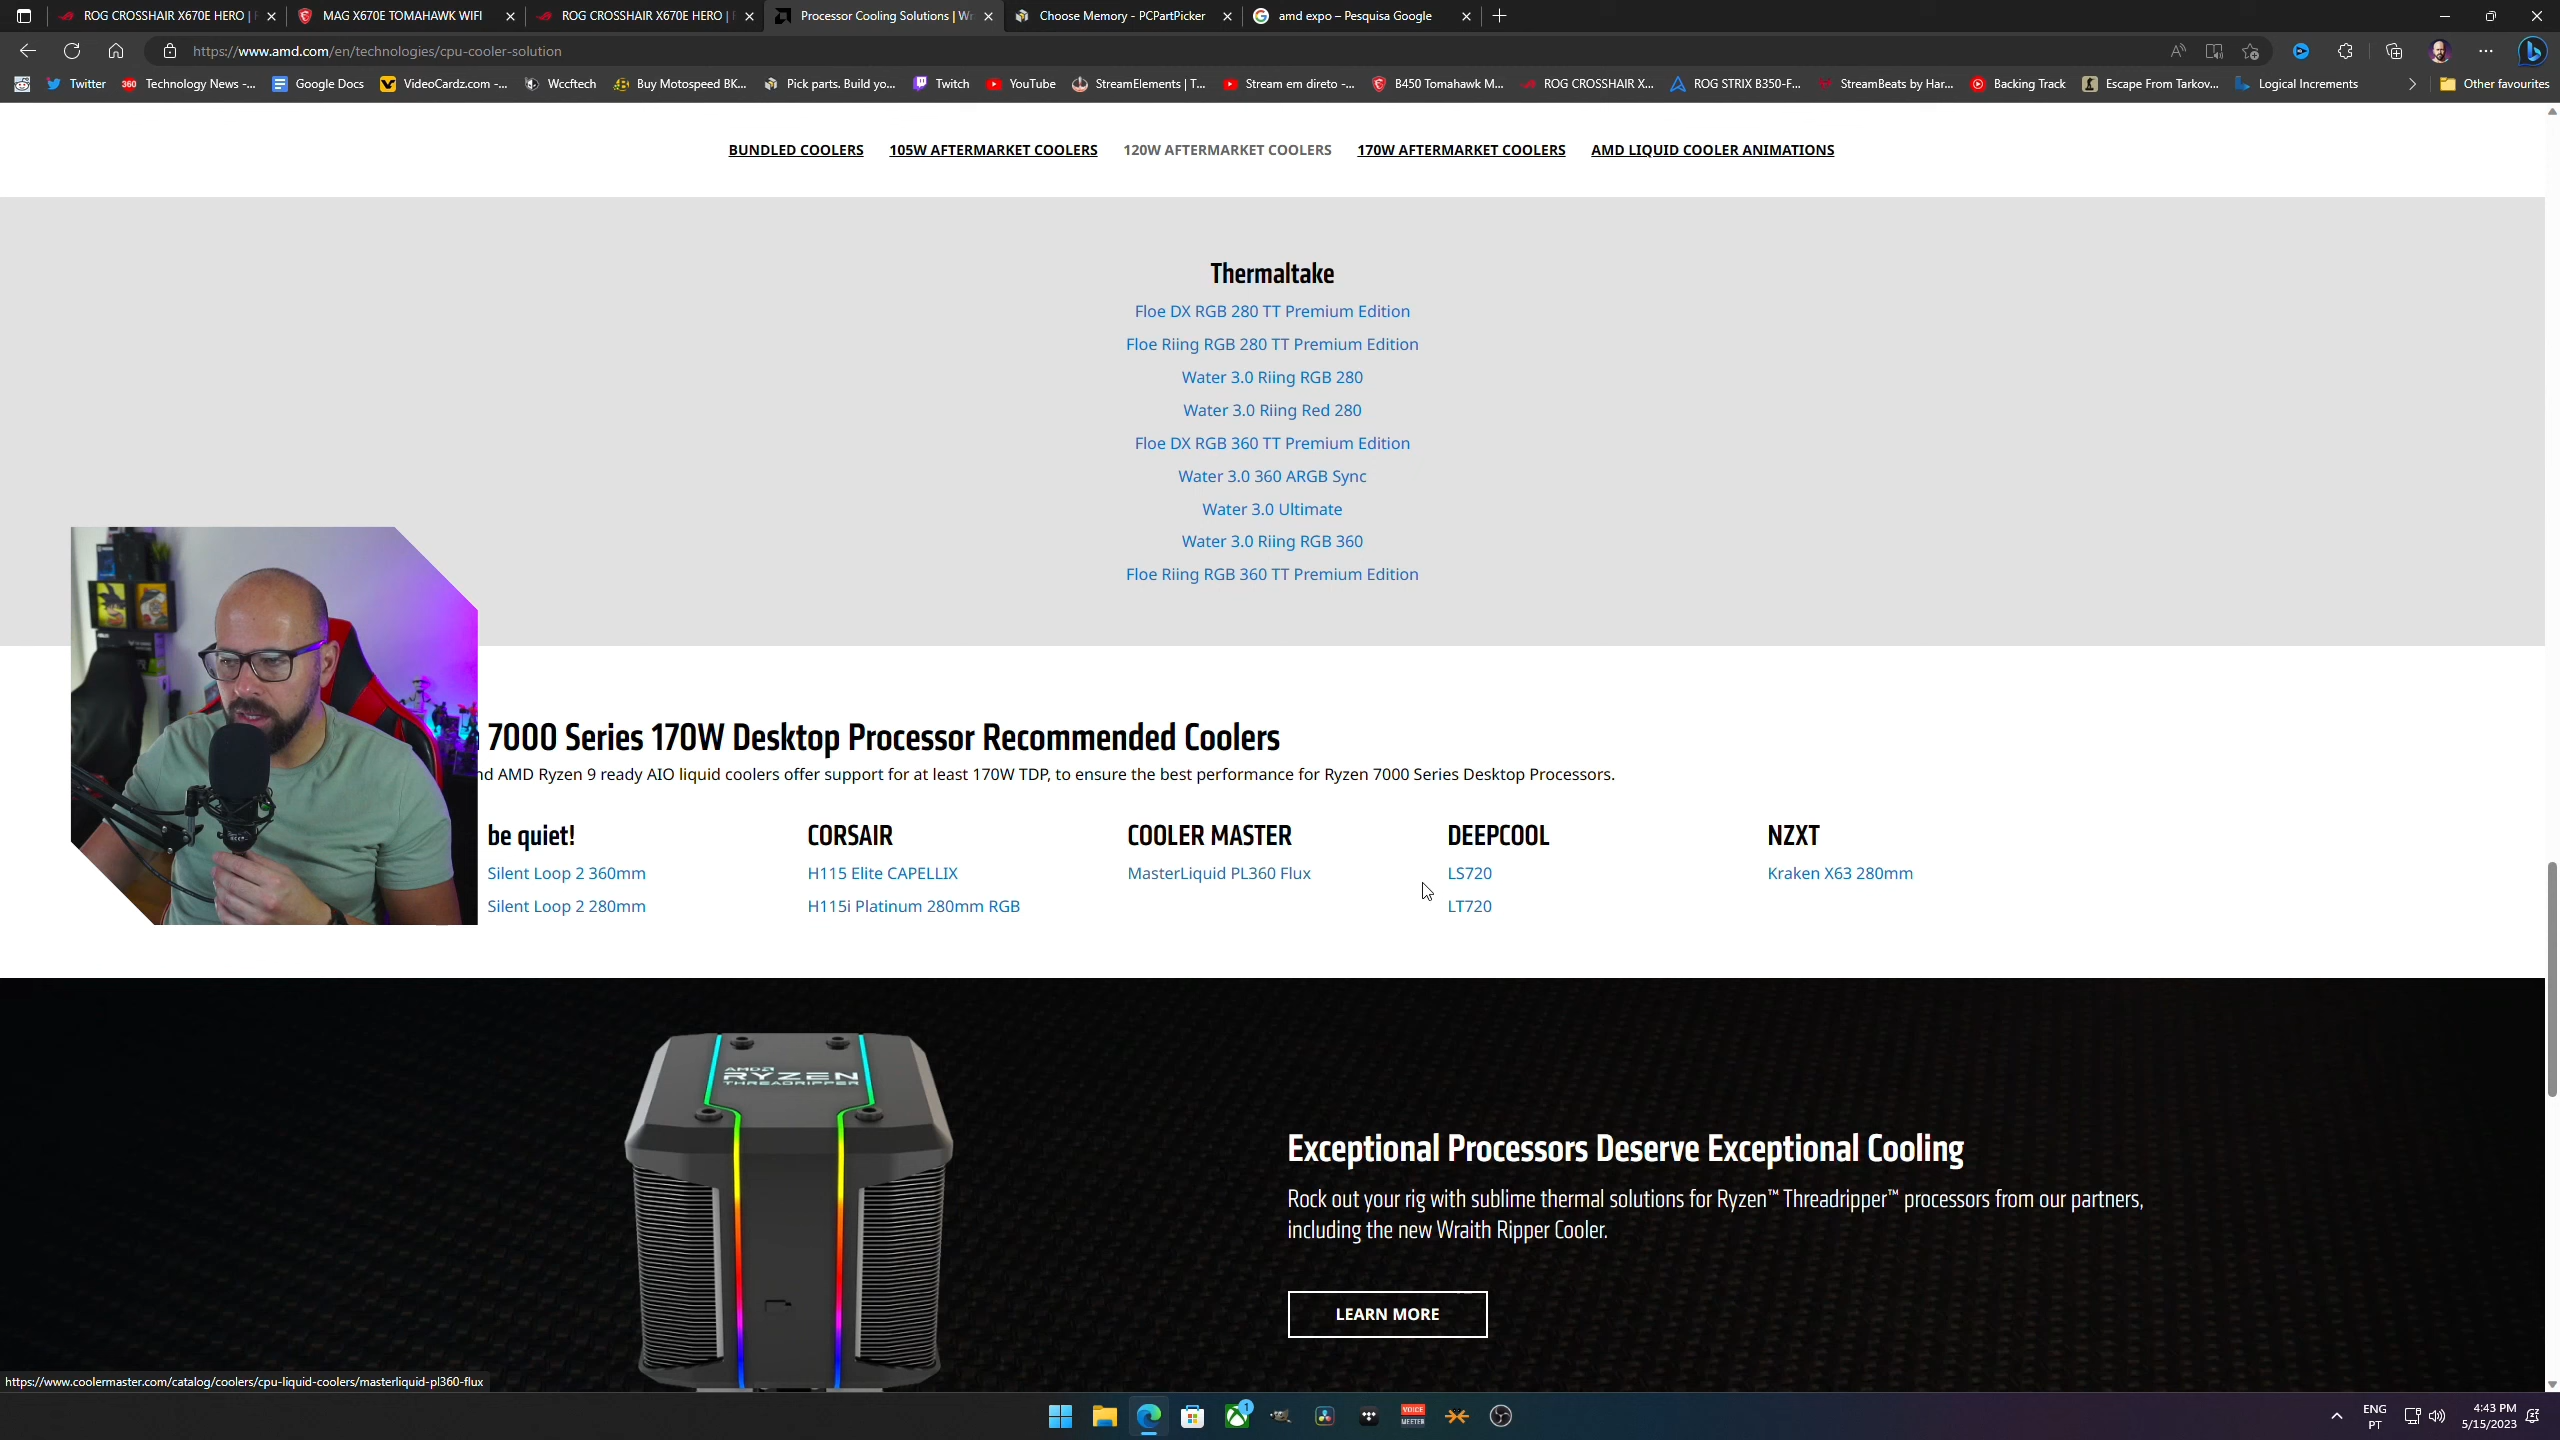 ROG CROSSHAIR X670E HERO |
MAG X670E TOMAHAWK WIFI
ROG CROSSHAIR X670E HERO |
Processor Cooling Solutions | Wr
Choose Memory - PCPartPicker
amd expo – Pesquisa Google
https://www.amd.com/en/technologies/cpu-cooler-solution
Twitter
360 Technology News -...
Google Docs
VideoCardz.com -...
Wccftech
Buy Motospeed BK...
Pick parts. Build yo...
Twitch
YouTube
StreamElements | T...
Stream em direto -...
B450 Tomahawk M...
ROG CROSSHAIR X...
ROG STRIX B350-F...
StreamBeats by Har...
Backing Track
Escape From Tarkov...
Logical Increments
Other favourites
BUNDLED COOLERS
105W AFTERMARKET COOLERS
120W AFTERMARKET COOLERS
170W AFTERMARKET COOLERS
AMD LIQUID COOLER ANIMATIONS
Thermaltake
Floe DX RGB 280 TT Premium Edition
Floe Riing RGB 280 TT Premium Edition
Water 3.0 Riing RGB 280
Water 3.0 Riing Red 280
Floe DX RGB 360 TT Premium Edition
Water 3.0 360 ARGB Sync
Water 3.0 Ultimate
Water 3.0 Riing RGB 360
Floe Riing RGB 360 TT Premium Edition
7000 Series 170W Desktop Processor Recommended Coolers
nd AMD Ryzen 9 ready AIO liquid coolers offer support for at least 170W TDP, to ensure the best performance for Ryzen 7000 Series Desktop Processors.
be quiet!
Silent Loop 2 360mm
Silent Loop 2 280mm
CORSAIR
H115 Elite CAPELLIX
H115i Platinum 280mm RGB
COOLER MASTER
MasterLiquid PL360 Flux
DEEPCOOL
LS720
LT720
NZXT
Kraken X63 280mm
AMD
RYZEN
THREADRIPPER
Exceptional Processors Deserve Exceptional Cooling
Rock out your rig with sublime thermal solutions for Ryzen™ Threadripper™ processors from our partners,
including the new Wraith Ripper Cooler.
LEARN MORE
https://www.coolermaster.com/catalog/coolers/cpu-liquid-coolers/masterliquid-pl360-flux
1
VOICE
MEETER
ENG
PT
4:43 PM
5/15/2023